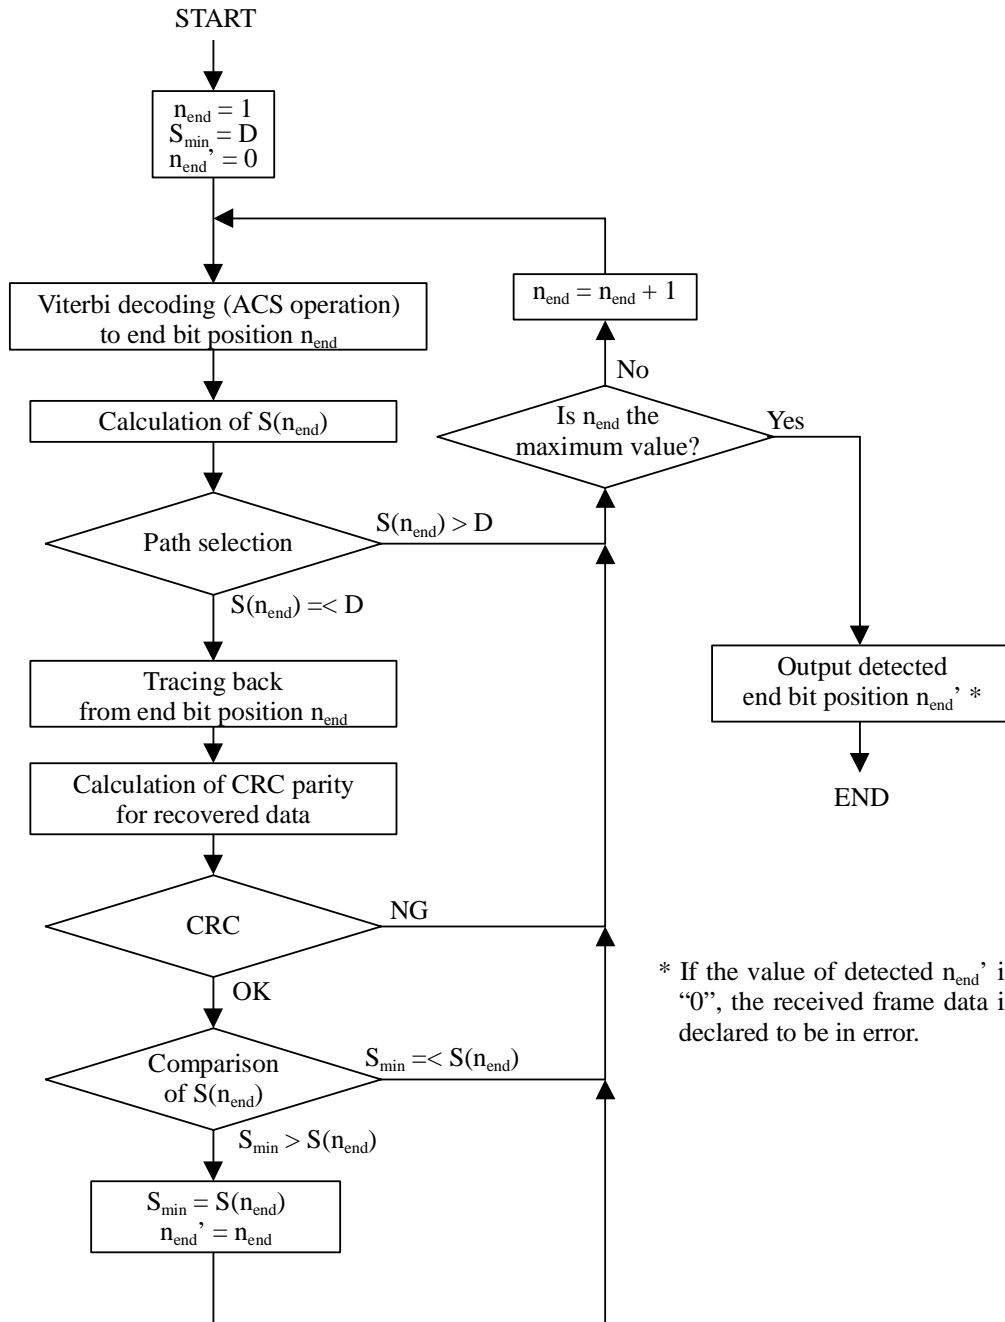 START
n_end = 1
S_min = D
n_end’ = 0
Viterbi decoding (ACS operation)
to end bit position n_end
n_end = n_end + 1
No
Calculation of S(n_end)
Is n_end the
maximum value?
Yes
Path selection
S(n_end) > D
S(n_end) =< D
Tracing back
from end bit position n_end
Output detected
end bit position n_end’ *
Calculation of CRC parity
for recovered data
END
CRC
NG
OK
* If the value of detected n_end’ i
“0”, the received frame data i
declared to be in error.
Comparison
of S(n_end)
S_min =< S(n_end)
S_min > S(n_end)
S_min = S(n_end)
n_end’ = n_end